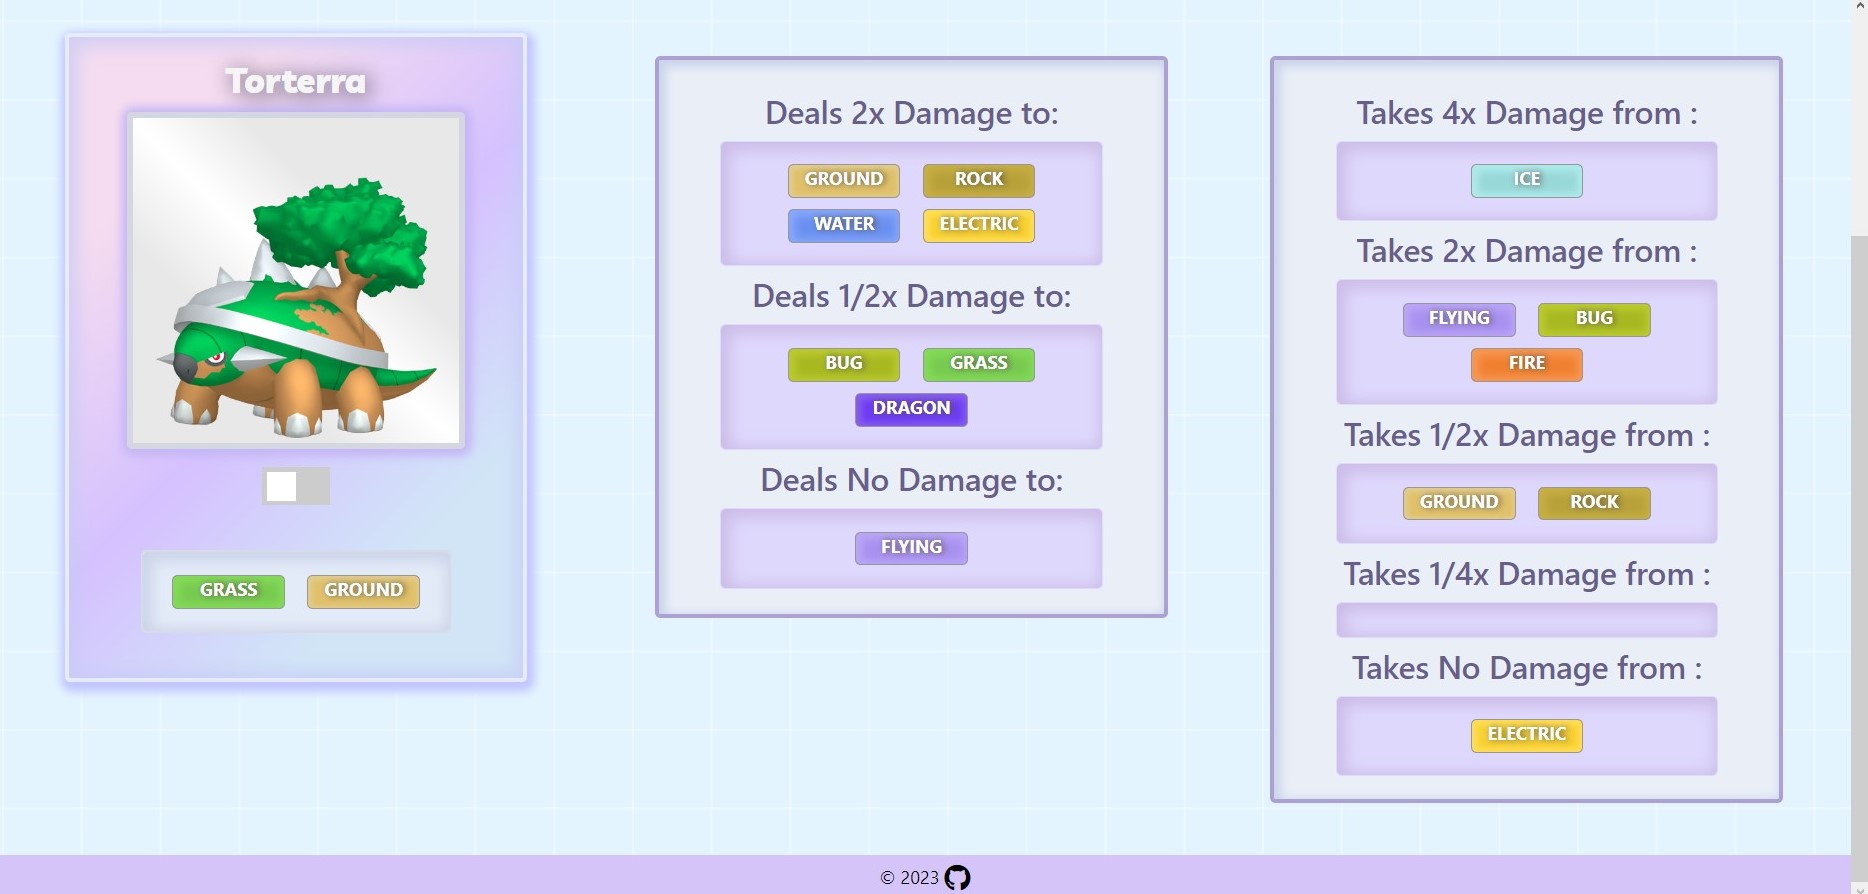 Torterra
GRASS GROUND
Deals 2x Damage to:
GROUND ROCK
WATER ELECTRIC
Deals 1/2x Damage to:
BUG GRASS
DRAGON
Deals No Damage to:
FLYING
Takes 4x Damage from :
ICE
Takes 2x Damage from :
FLYING BUG
FIRE
Takes 1/2x Damage from :
GROUND ROCK
Takes 1/4x Damage from :
Takes No Damage from :
ELECTRIC
© 2023